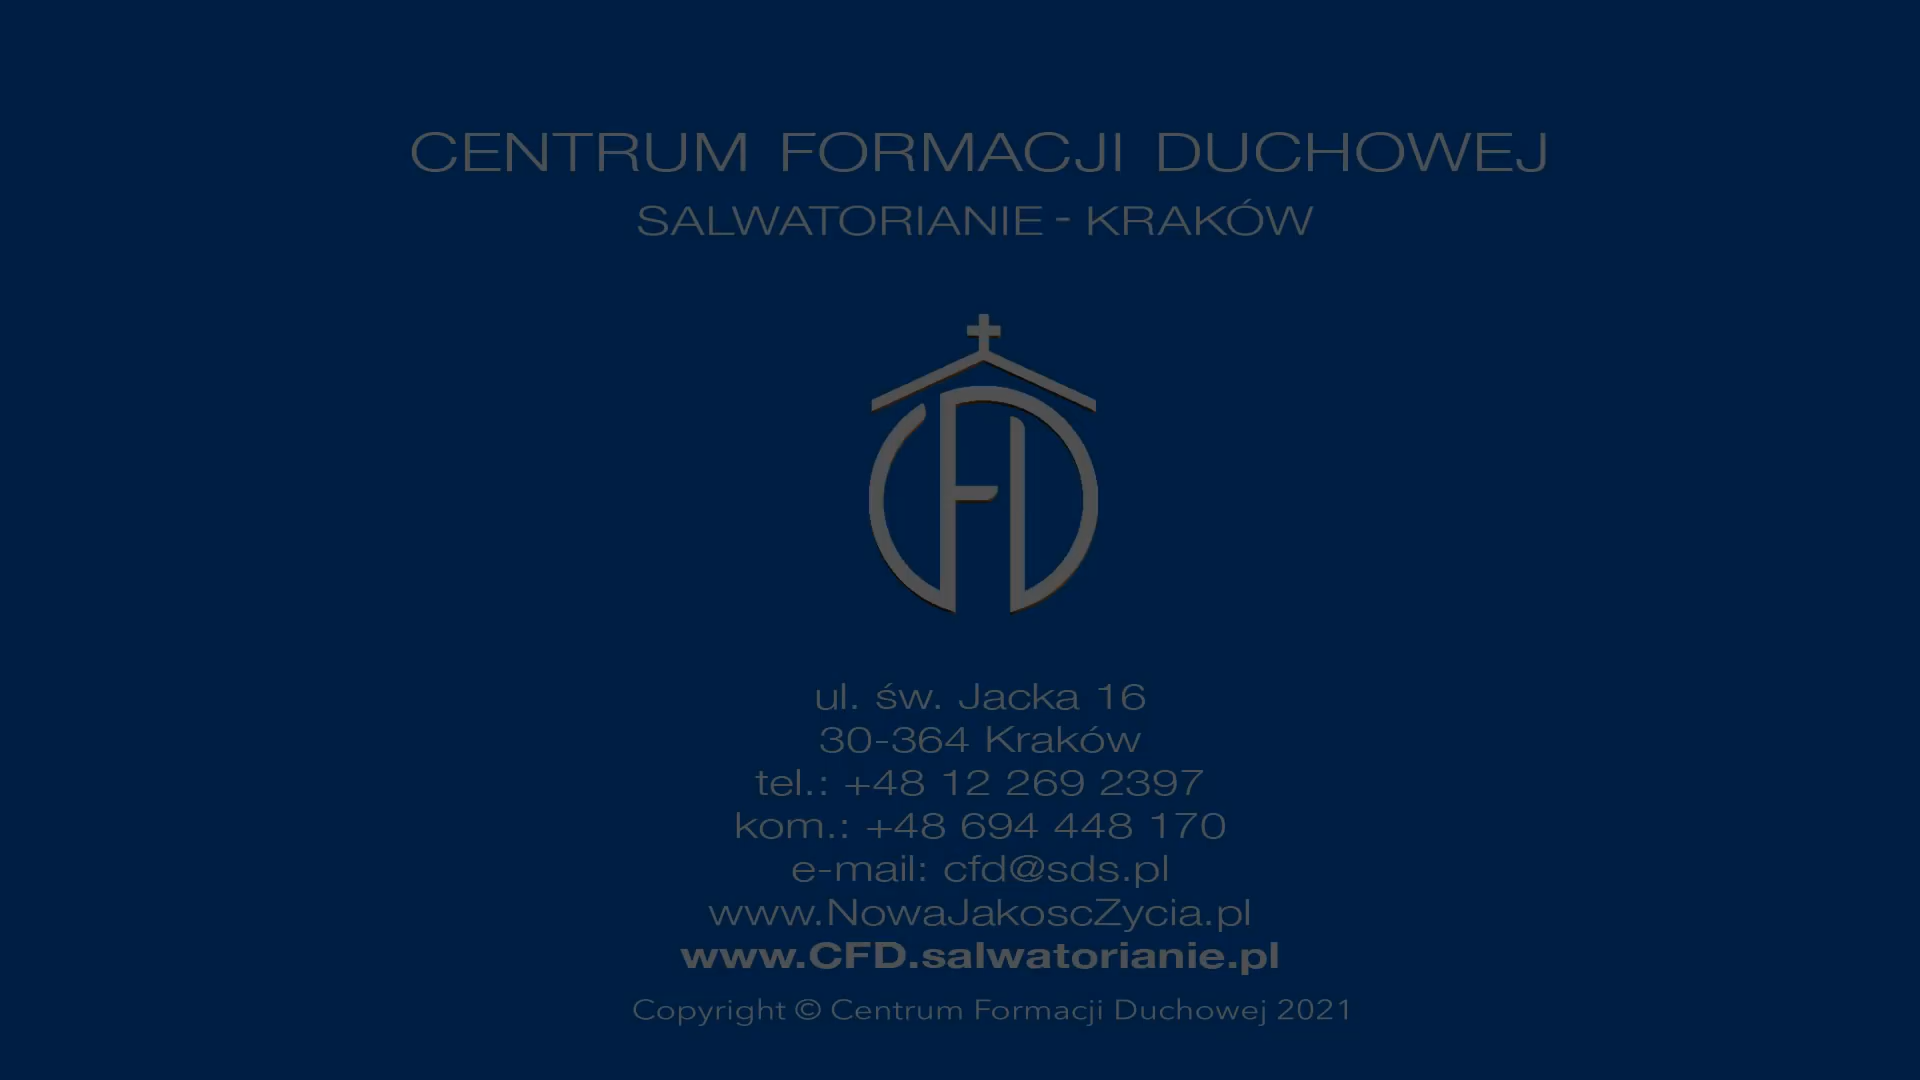 CENTRUM FORMACJI DUCHOWEJ
SALWATORIANIE - KRAKÓW
CFD
ul. św. Jacka 16
30-364 Kraków
tel.: +48 12 269 2397
kom.: +48 694 448 170
e-mail: cfd@sds.pl
www.NowaJakoscZycia.pl
www.CFD.salwatorianie.pl
Copyright © Centrum Formacji Duchowej 2021